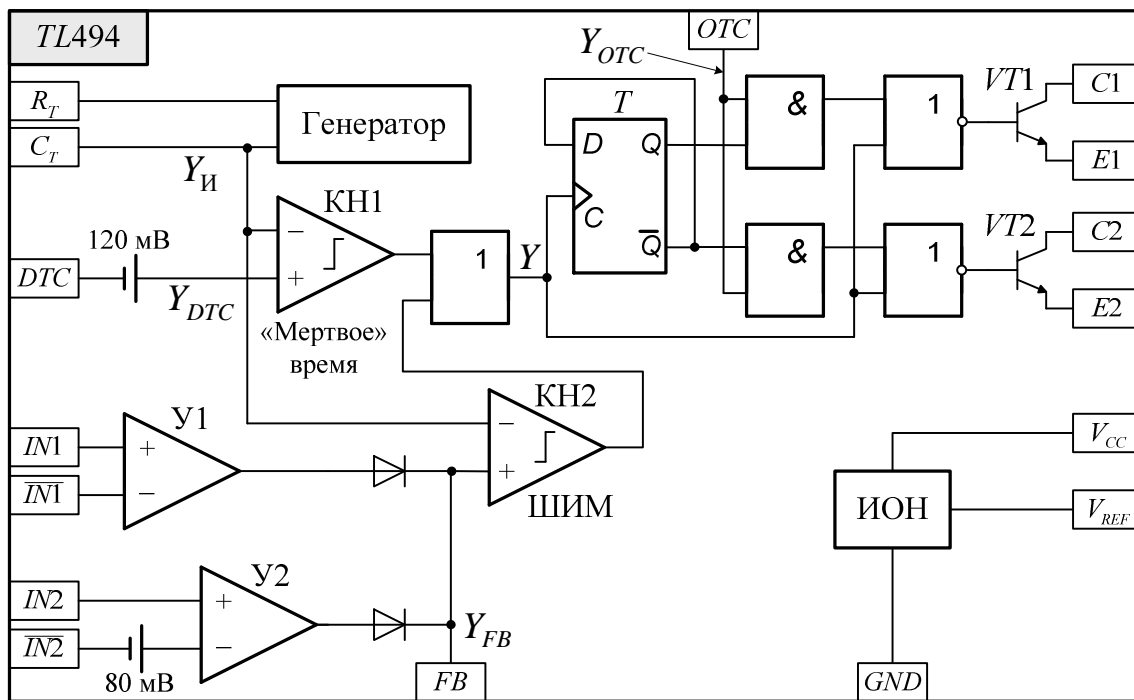 TL494
OTC
Y_OTC
R_T
Генератор
C_T
Y_И
T
D
Q
C
Q̅
&
1
VT1
C1
E1
КН1
−
+
120 мВ
DTC
Y_DTC
«Мертвое»
время
1
Y
&
1
VT2
C2
E2
КН2
−
+
ШИМ
У1
IN1
+
I̅N̅1̅
−
У2
IN2
+
I̅N̅2̅
−
80 мВ
Y_FB
FB
V_CC
ИОН
V_REF
GND